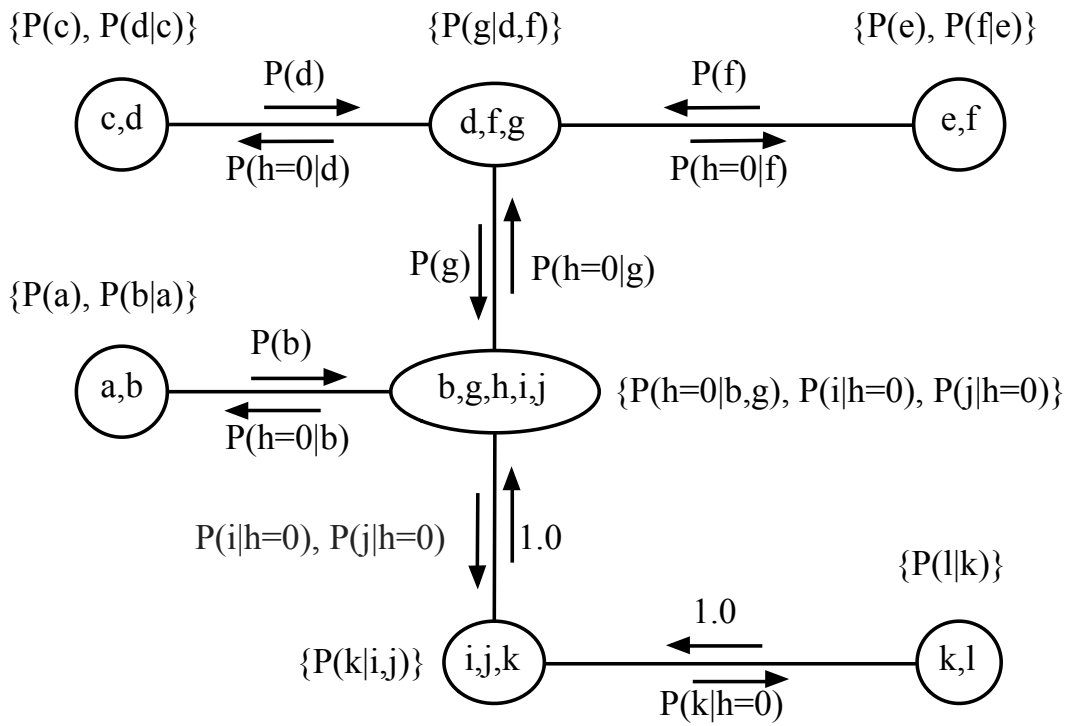 {P(c), P(d|c)}
{P(g|d,f)}
{P(e), P(f|e)}
P(d)
P(f)
c,d
d,f,g
e,f
P(h=0|d)
P(h=0|f)
P(g)
P(h=0|g)
{P(a), P(b|a)}
P(b)
a,b
b,g,h,i,j
{P(h=0|b,g), P(i|h=0), P(j|h=0)}
P(h=0|b)
P(i|h=0), P(j|h=0)
1.0
{P(l|k)}
1.0
{P(k|i,j)}
i,j,k
k,l
P(k|h=0)